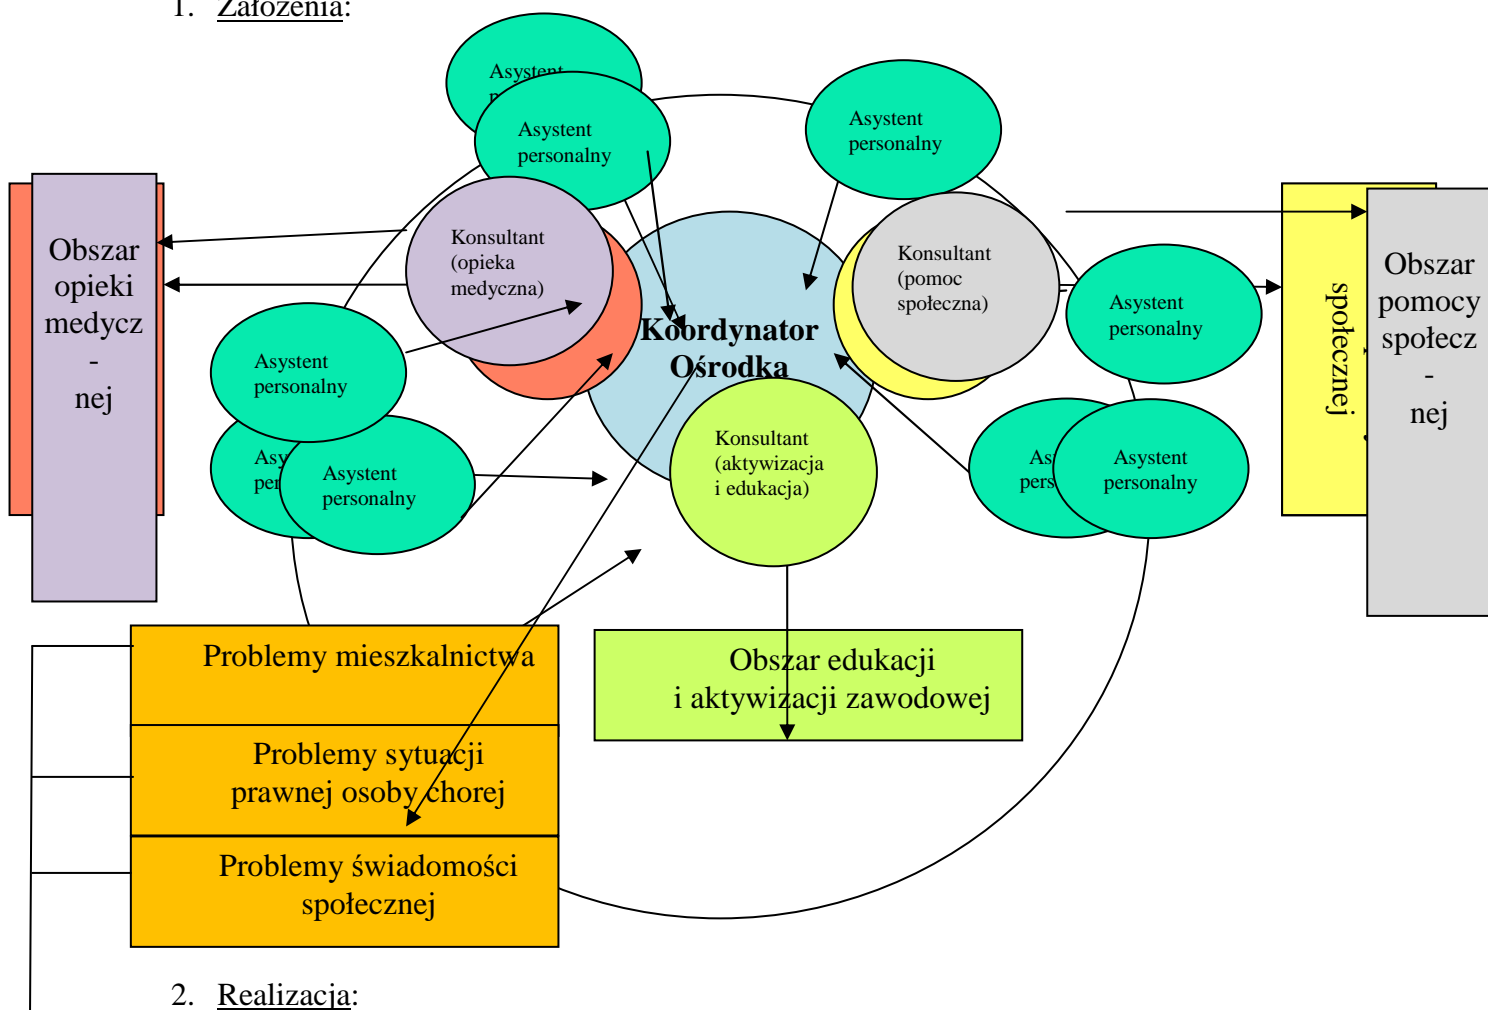 1. Założenia:
Asystent
Asystent
personalny
Asystent
personalny
Obszar
opieki
medycz
-
nej
Konsultant
(opieka
medyczna)
Konsultant
(pomoc
społeczna)
społecznej
Obszar
pomocy
społecz
-
nej
Koordynator
Ośrodka
Asystent
personalny
Asystent
personalny
Konsultant
(aktywizacja
i edukacja)
Asystent
personalny
Asystent
personalny
Problemy mieszkalnictwa
Obszar edukacji
i aktywizacji zawodowej
Problemy sytuacji
prawnej osoby chorej
Problemy świadomości
społecznej
2. Realizacja: